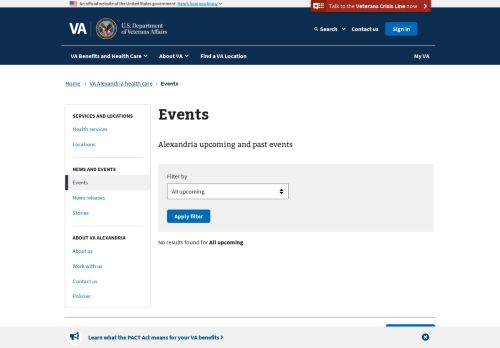 An official website of the United States government Here's how you know
Talk to the Veterans Crisis Line now
VA
U.S. Department
of Veterans Affairs
Search
Contact us
Sign in
VA Benefits and Health Care
About VA
Find a VA Location
My VA
Home › VA Alexandria health care › Events
SERVICES AND LOCATIONS
Health services
Locations
NEWS AND EVENTS
Events
News releases
Stories
ABOUT VA ALEXANDRIA
About us
Work with us
Contact us
Policies
Events
Alexandria upcoming and past events
Filter by
All upcoming
Apply filter
No results found for All upcoming
Learn what the PACT Act means for your VA benefits